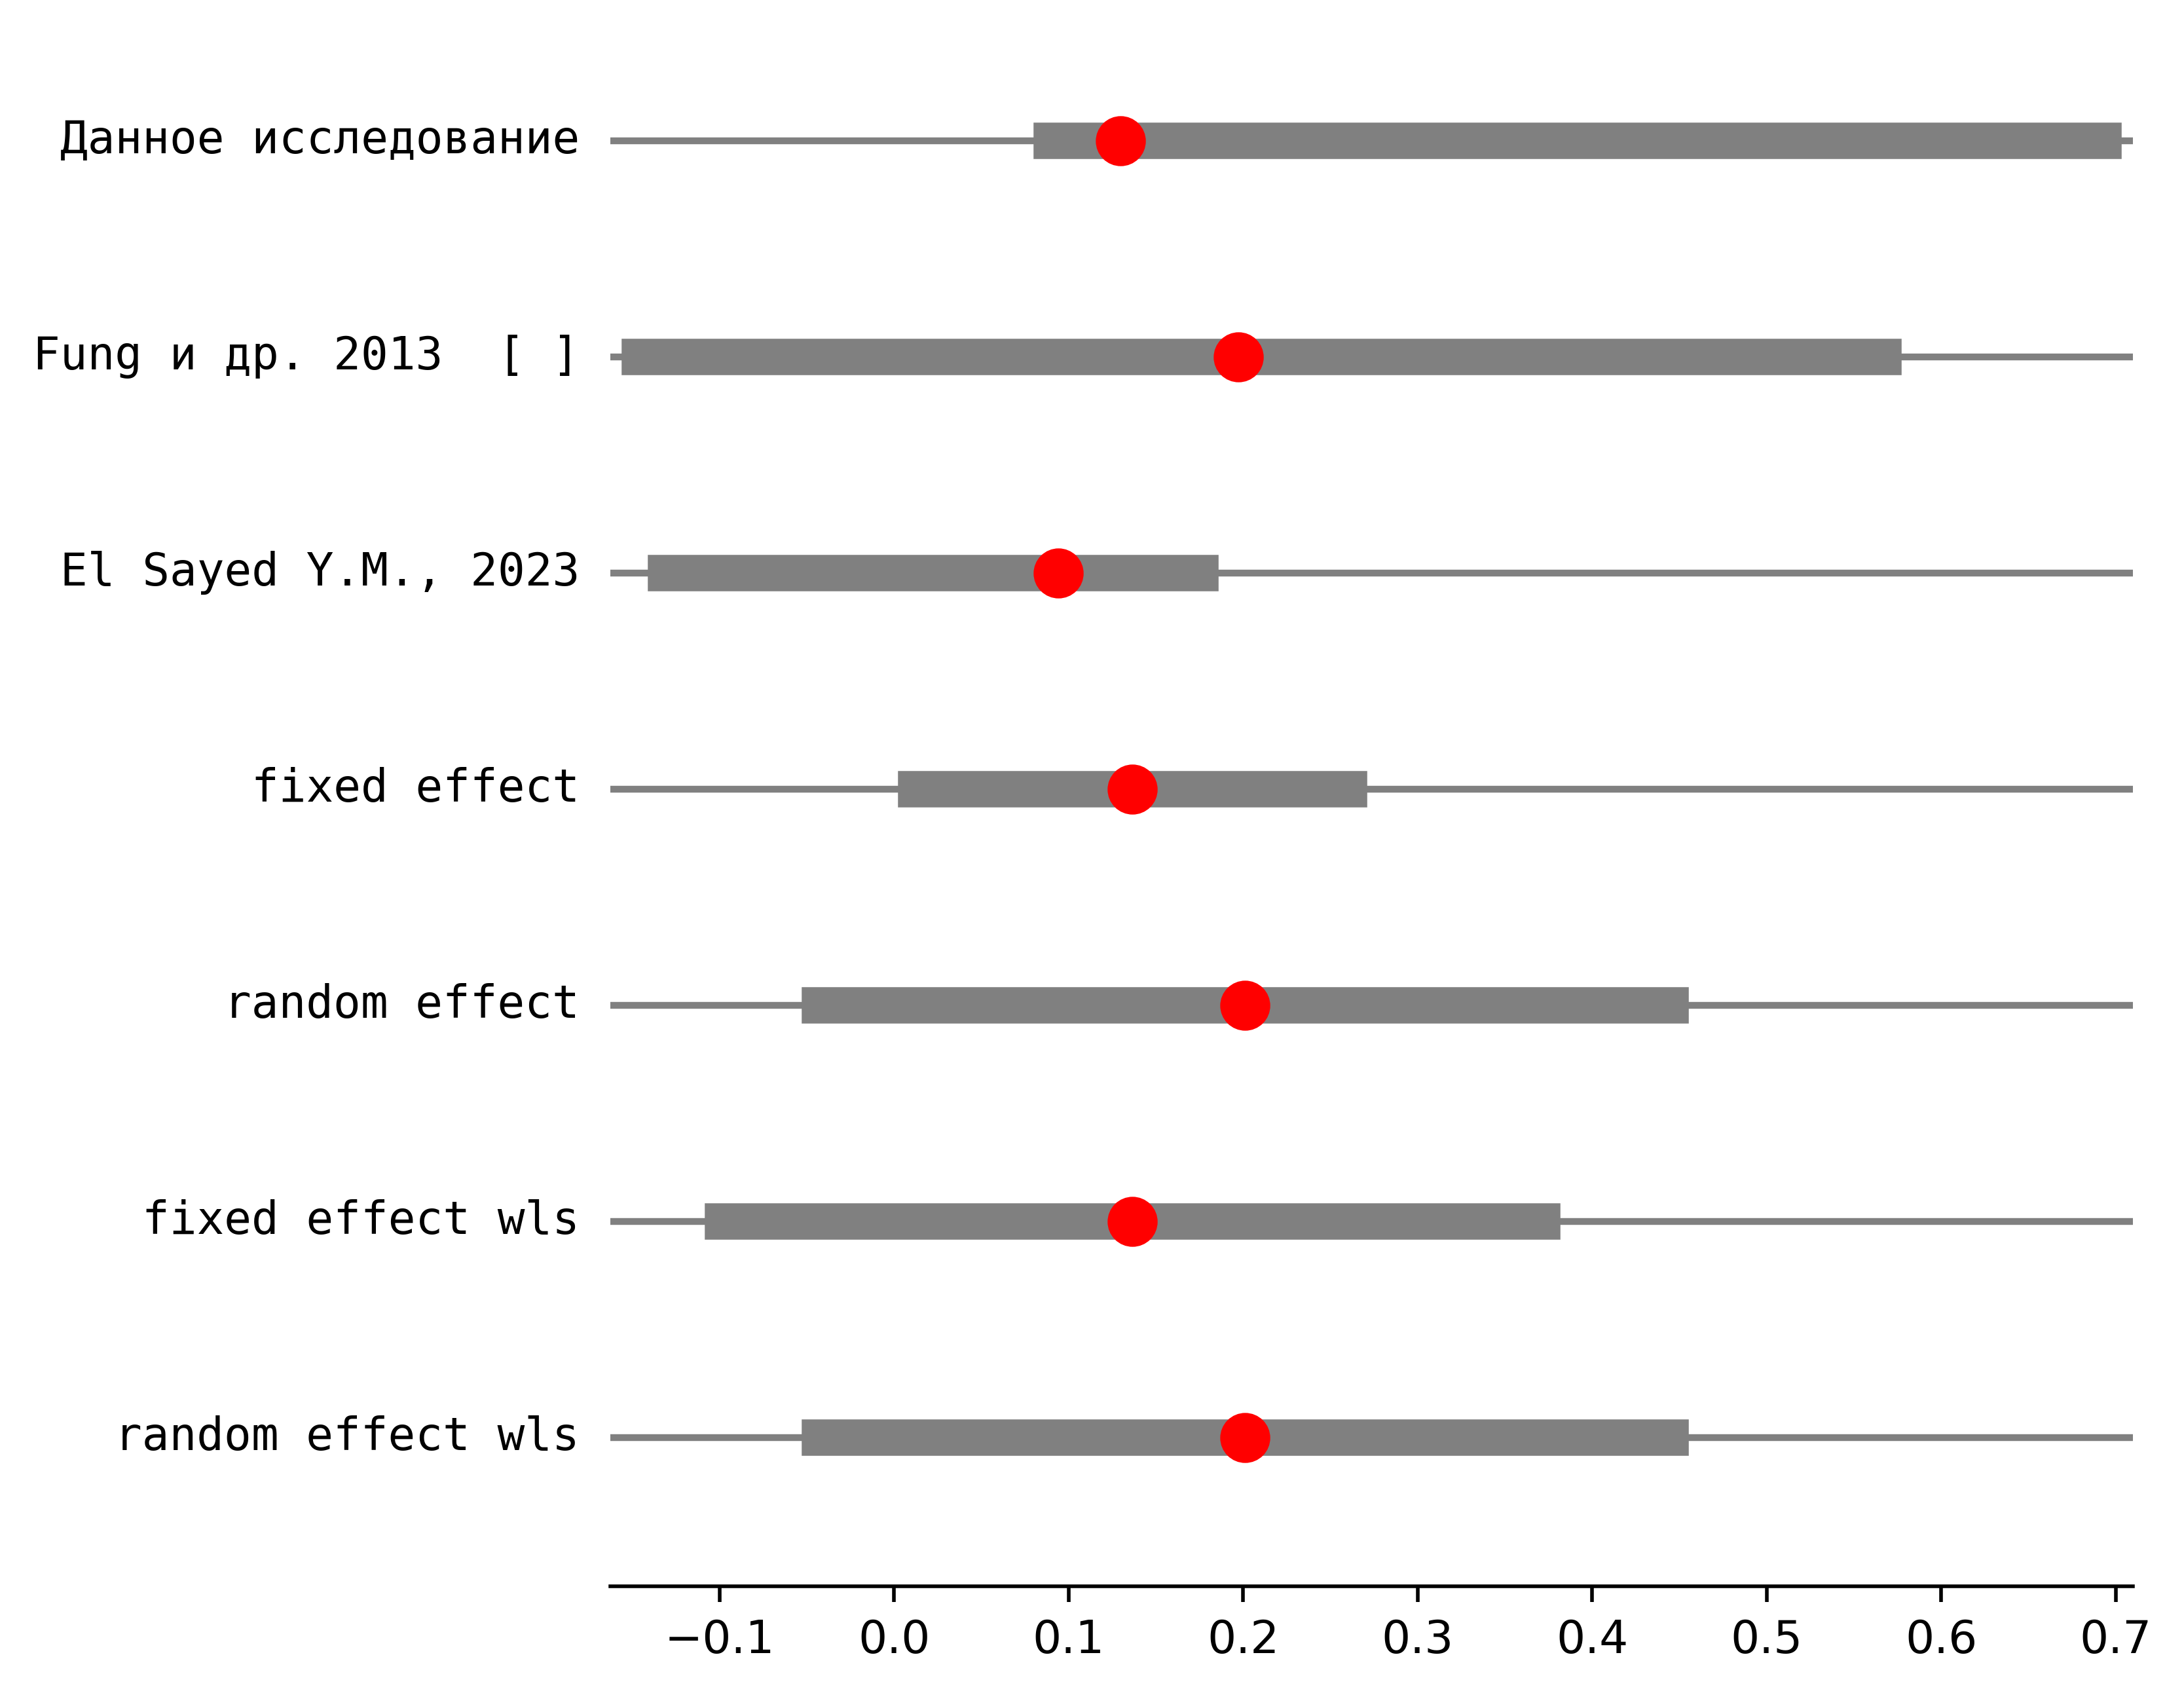 Данное исследование
Fung и др. 2013  [ ]
El Sayed Y.M., 2023
fixed effect
random effect
fixed effect wls
random effect wls
−0.1 0.0 0.1 0.2 0.3 0.4 0.5 0.6 0.7